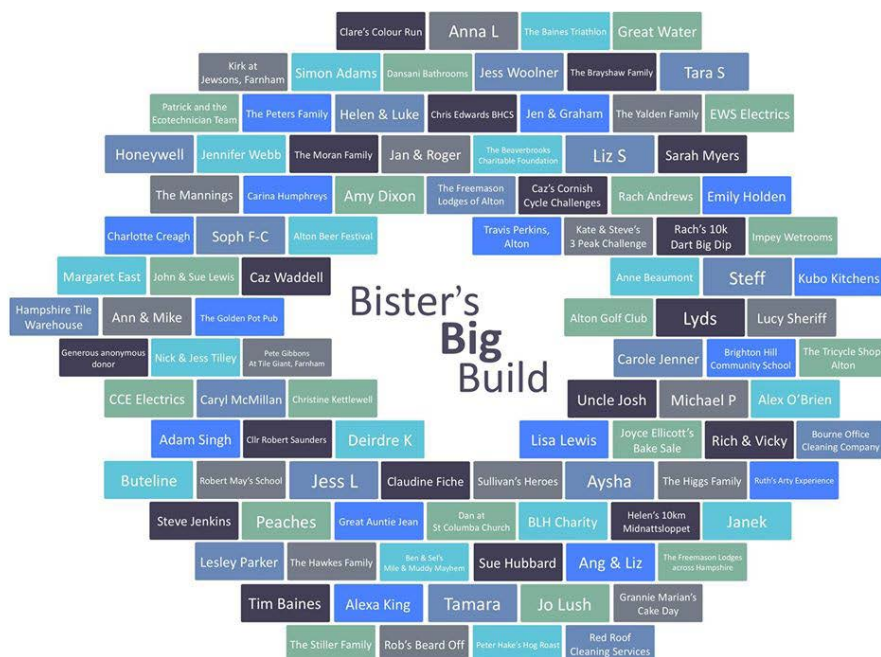 Clare's Colour Run
Anna L
The Baines Triathlon
Great Water
Kirk at
Jewsons, Farnham
Simon Adams
Dansani Bathrooms
Jess Woolner
The Brayshaw Family
Tara S
Patrick and the
Ecotechnician Team
The Peters Family
Helen & Luke
Chris Edwards BHCS
Jen & Graham
The Yalden Family
EWS Electrics
Honeywell
Jennifer Webb
The Moran Family
Jan & Roger
The Beaverbrooks
Charitable Foundation
Liz S
Sarah Myers
The Mannings
Carina Humphreys
Amy Dixon
The Freemason
Lodges of Alton
Caz's Cornish
Cycle Challenges
Rach Andrews
Emily Holden
Charlotte Creagh
Soph F-C
Alton Beer Festival
Travis Perkins,
Alton
Kate & Steve's
3 Peak Challenge
Rach's 10k
Dart Big Dip
Impey Wetrooms
Margaret East
John & Sue Lewis
Caz Waddell
Anne Beaumont
Steff
Kubo Kitchens
Hampshire Tile
Warehouse
Ann & Mike
The Golden Pot Pub
Bister's
Big
Build
Alton Golf Club
Lyds
Lucy Sheriff
Generous anonymous
donor
Nick & Jess Tilley
Pete Gibbons
At Tile Giant, Farnham
Carole Jenner
Brighton Hill
Community School
The Tricycle Shop
Alton
CCE Electrics
Caryl McMillan
Christine Kettlewell
Uncle Josh
Michael P
Alex O'Brien
Adam Singh
Cllr Robert Saunders
Deirdre K
Lisa Lewis
Joyce Ellicott's
Bake Sale
Rich & Vicky
Bourne Office
Cleaning Company
Buteline
Robert May's School
Jess L
Claudine Fiche
Sullivan's Heroes
Aysha
The Higgs Family
Ruth's Arty Experience
Steve Jenkins
Peaches
Great Auntie Jean
Dan at
St Columba Church
BLH Charity
Helen's 10km
Midnattsloppet
Janek
Lesley Parker
The Hawkes Family
Ben & Sef's
Mile & Muddy Mayhem
Sue Hubbard
Ang & Liz
The Freemason Lodges
across Hampshire
Tim Baines
Alexa King
Tamara
Jo Lush
Grannie Marian's
Cake Day
The Stiller Family
Rob's Beard Off
Peter Hake's Hog Roast
Red Roof
Cleaning Services